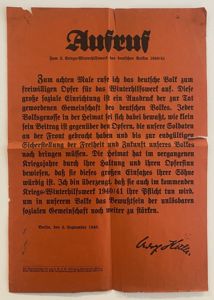 Aufruf
Zum 2. Kriegs-Winterhilfswerk des deutschen Volkes 1940/41
Zum achten Male rufe ich das deutsche Volk zum
freiwilligen Opfer für das Winterhilfswerk auf. Diese
große soziale Einrichtung ist ein Ausdruck der zur Tat
gewordenen Gemeinschaft des deutschen Volkes. Jeder
Volksgenosse in der Heimat sei sich dabei bewußt, wie klein
sein Beitrag ist gegenüber den Opfern, die unsere Soldaten
an der Front gebracht haben und bis zur endgültigen
Sicherstellung der Freiheit und Zukunft unseres Volkes
noch bringen müssen. Die Heimat hat im vergangenen
Kriegsjahre durch ihre Haltung und ihren Opfersinn
bewiesen, daß sie dieses großen Einsatzes ihrer Söhne
würdig ist. Ich bin überzeugt, daß sie auch im kommenden
Kriegs-Winterhilfswerk 1940/41 ihre Pflicht tun wird,
um in unserem Volke das Bewußtsein der unlösbaren
sozialen Gemeinschaft noch weiter zu stärken.
Berlin, den 4. September 1940.